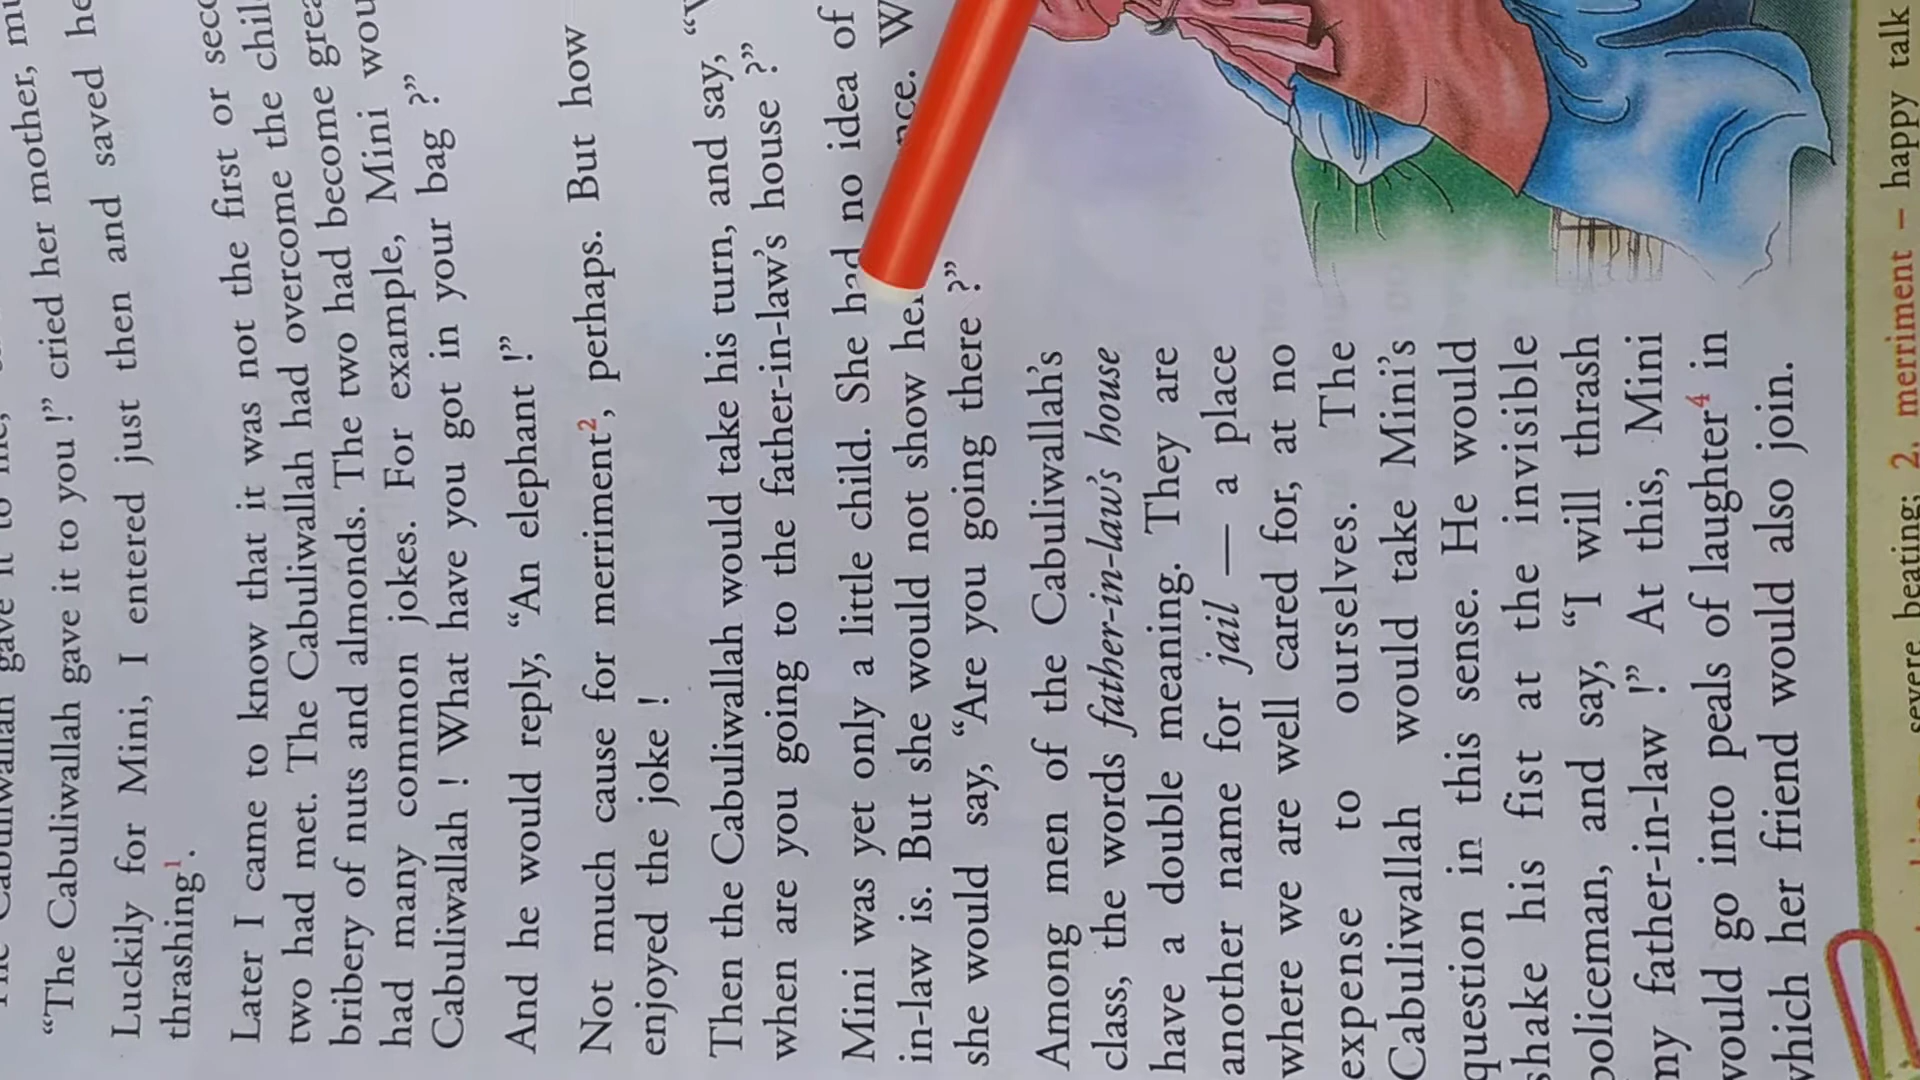 Cabuliwallah gave it to
“The Cabuliwallah gave it to you !” cried her mother,
Luckily for Mini, I entered just then and saved
thrashing¹.
Later I came to know that it was not the first or
two had met. The Cabuliwallah had overcome the
bribery of nuts and almonds. The two had become
had many common jokes. For example, Mini
Cabuliwallah ! What have you got in your bag ?”
And he would reply, “An elephant !”
Not much cause for merriment², perhaps. But how
enjoyed the joke !
Then the Cabuliwallah would take his turn, and say,
when are you going to the father-in-law's house ?”
Mini was yet only a little child. She had no idea of
in-law is. But she would not show
she would say, “Are you going there ?”
Among men of the Cabuliwallah's
class, the words father-in-law's house
have a double meaning. They are
another name for jail — a place
where we are well cared for, at no
expense to ourselves. The
Cabuliwallah would take Mini's
question in this sense. He would
shake his fist at the invisible
policeman, and say, “I will thrash
my father-in-law !” At this, Mini
would go into peals of laughter⁴ in
which her friend would also join.
severe beating; 2. merriment – happy talk